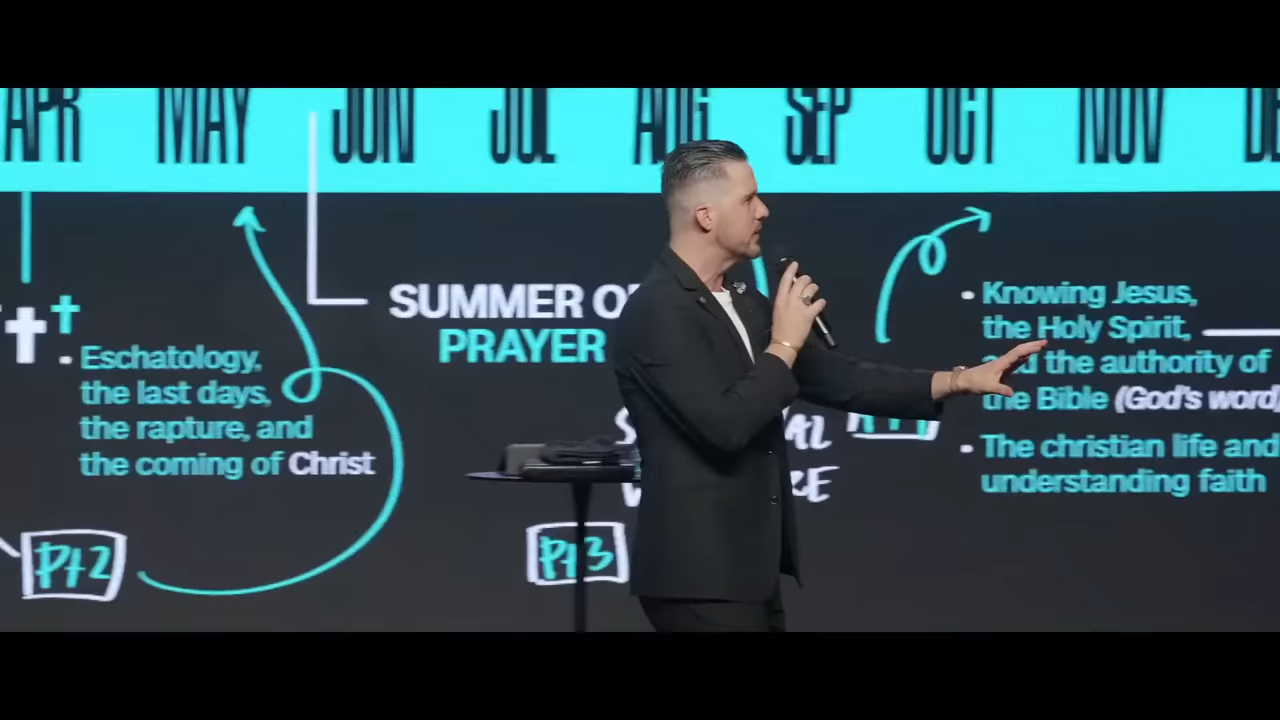 APR MAY JUN JUL AUG SEP OCT NOV
SUMMER
PRAYER
Eschatology,
the last days,
the rapture, and
the coming of Christ
Pt2
Pt3
Knowing Jesus,
the Holy Spirit,
the authority of
the Bible (God's word
The christian life and
understanding faith